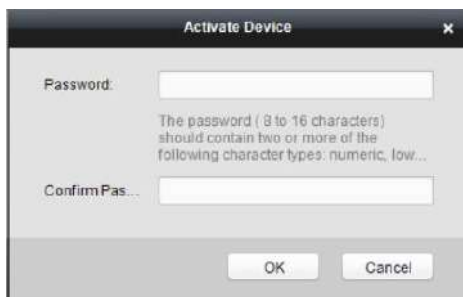 Activate Device
Password:
The password ( 8 to 16 characters)
should contain two or more of the
following character types: numeric, low...
Confirm Pas...
OK Cancel